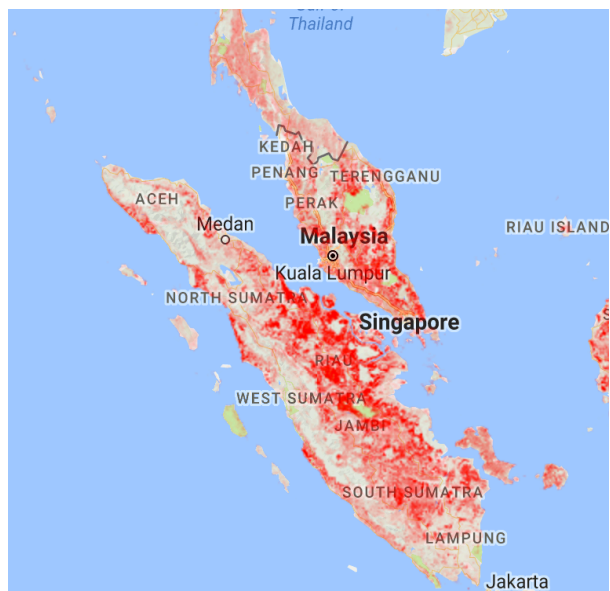 Thailand
KEDAH
PENANG
TERENGGANU
ACEH
PERAK
Medan
RIAU ISLAND
Malaysia
Kuala Lumpur
NORTH SUMATRA
Singapore
RIAU
WEST SUMATRA
JAMBI
SOUTH SUMATRA
LAMPUNG
Jakarta